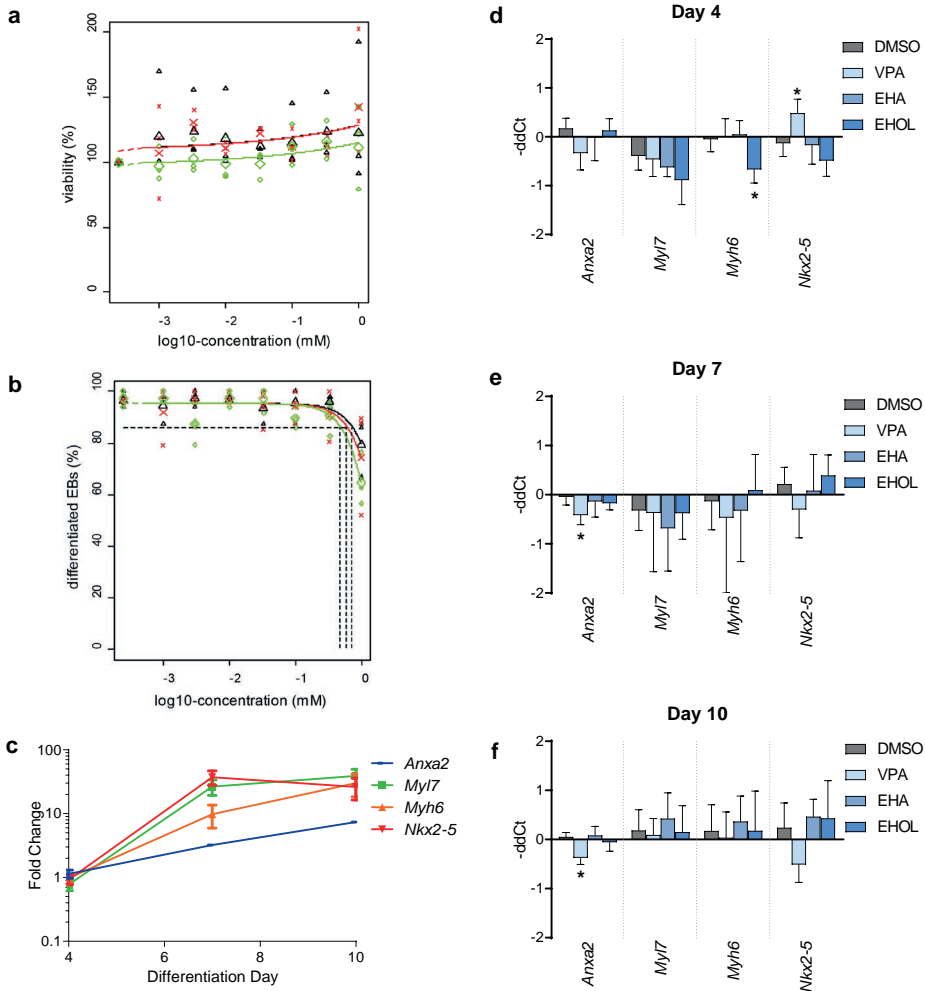 a
200
150
100
50
0
viability (%)
-3 -2 -1 0
log10-concentration (mM)
b
100
80
60
40
20
0
differentiated EBs (%)
-3 -2 -1 0
log10-concentration (mM)
c
100
10
1
0.1
Fold Change
4 6 8 10
Differentiation Day
Anxa2
Myl7
Myh6
Nkx2-5
d
Day 4
2
1
0
-1
-2
-ddCt
*
*
DMSO
VPA
EHA
EHOL
Anxa2
Myl7
Myh6
Nkx2-5
e
Day 7
2
1
0
-1
-2
-ddCt
*
DMSO
VPA
EHA
EHOL
Anxa2
Myl7
Myh6
Nkx2-5
f
Day 10
2
1
0
-1
-2
-ddCt
*
DMSO
VPA
EHA
EHOL
Anxa2
Myl7
Myh6
Nkx2-5